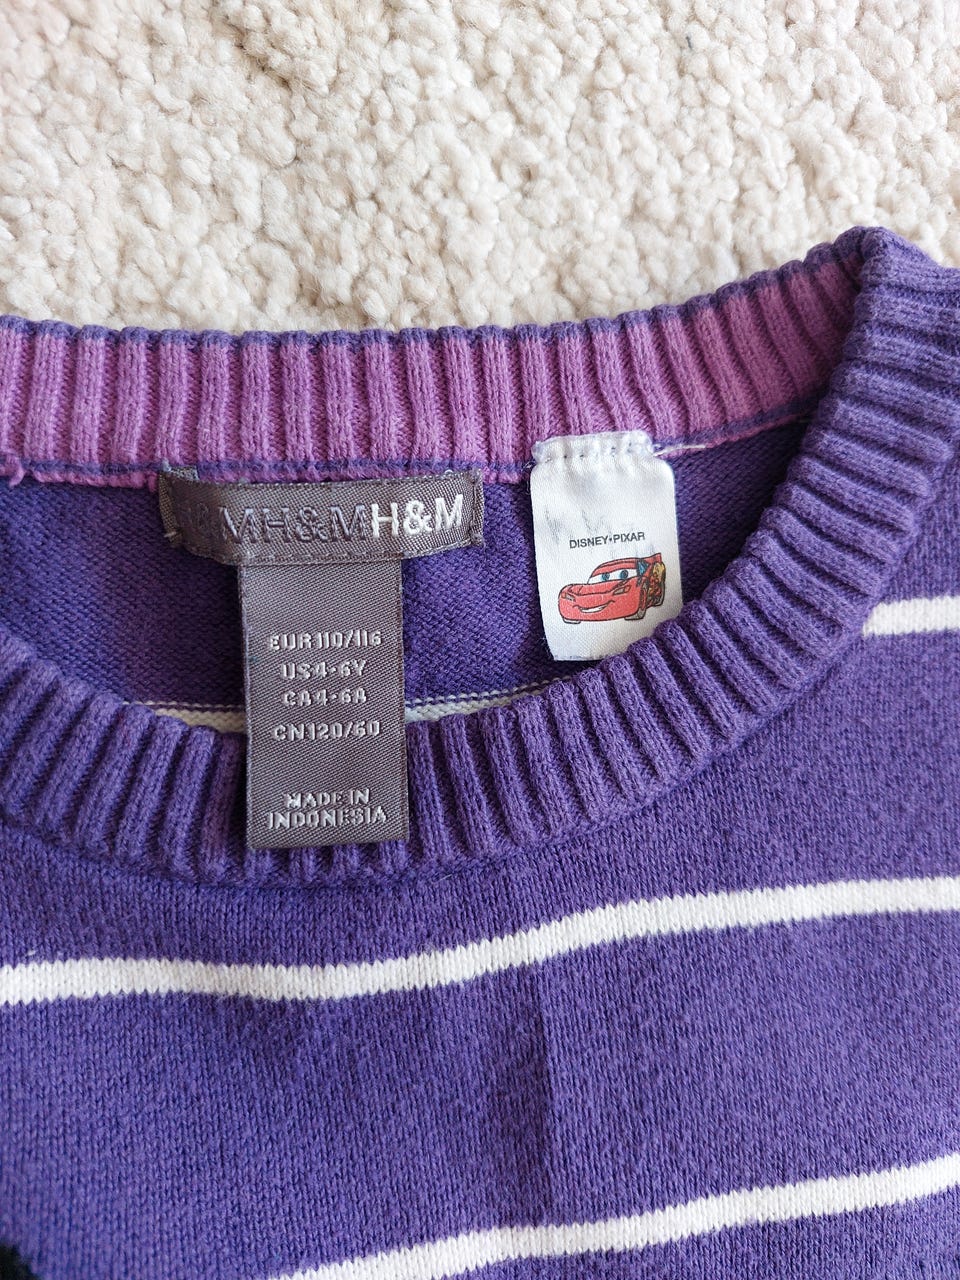 H&MH&MH&M
EUR110/116
US4-6Y
CA4-6A
CN120/60
MADE IN
INDONESIA
DISNEY•PIXAR